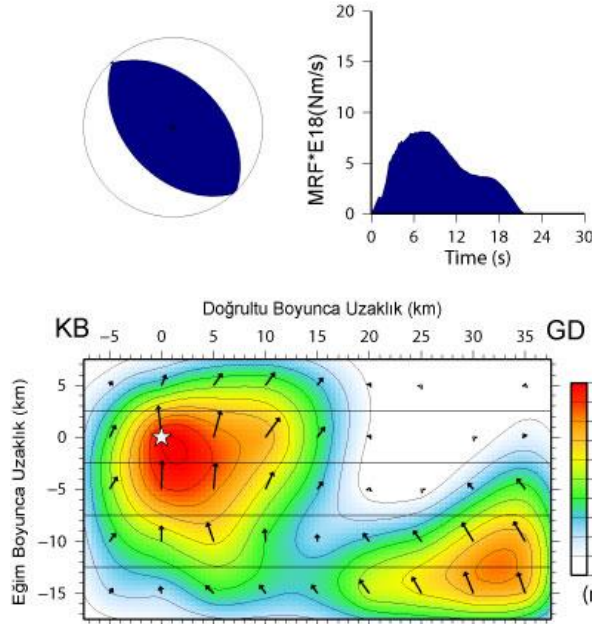 20
15
10
5
0
MRF*E18(Nm/s)
0 6 12 18 24 30
Time (s)
Doğrultu Boyunca Uzaklık (km)
KB GD
−5 0 5 10 15 20 25 30 35
5
0
−5
−10
−15
Eğim Boyunca Uzaklık (km)